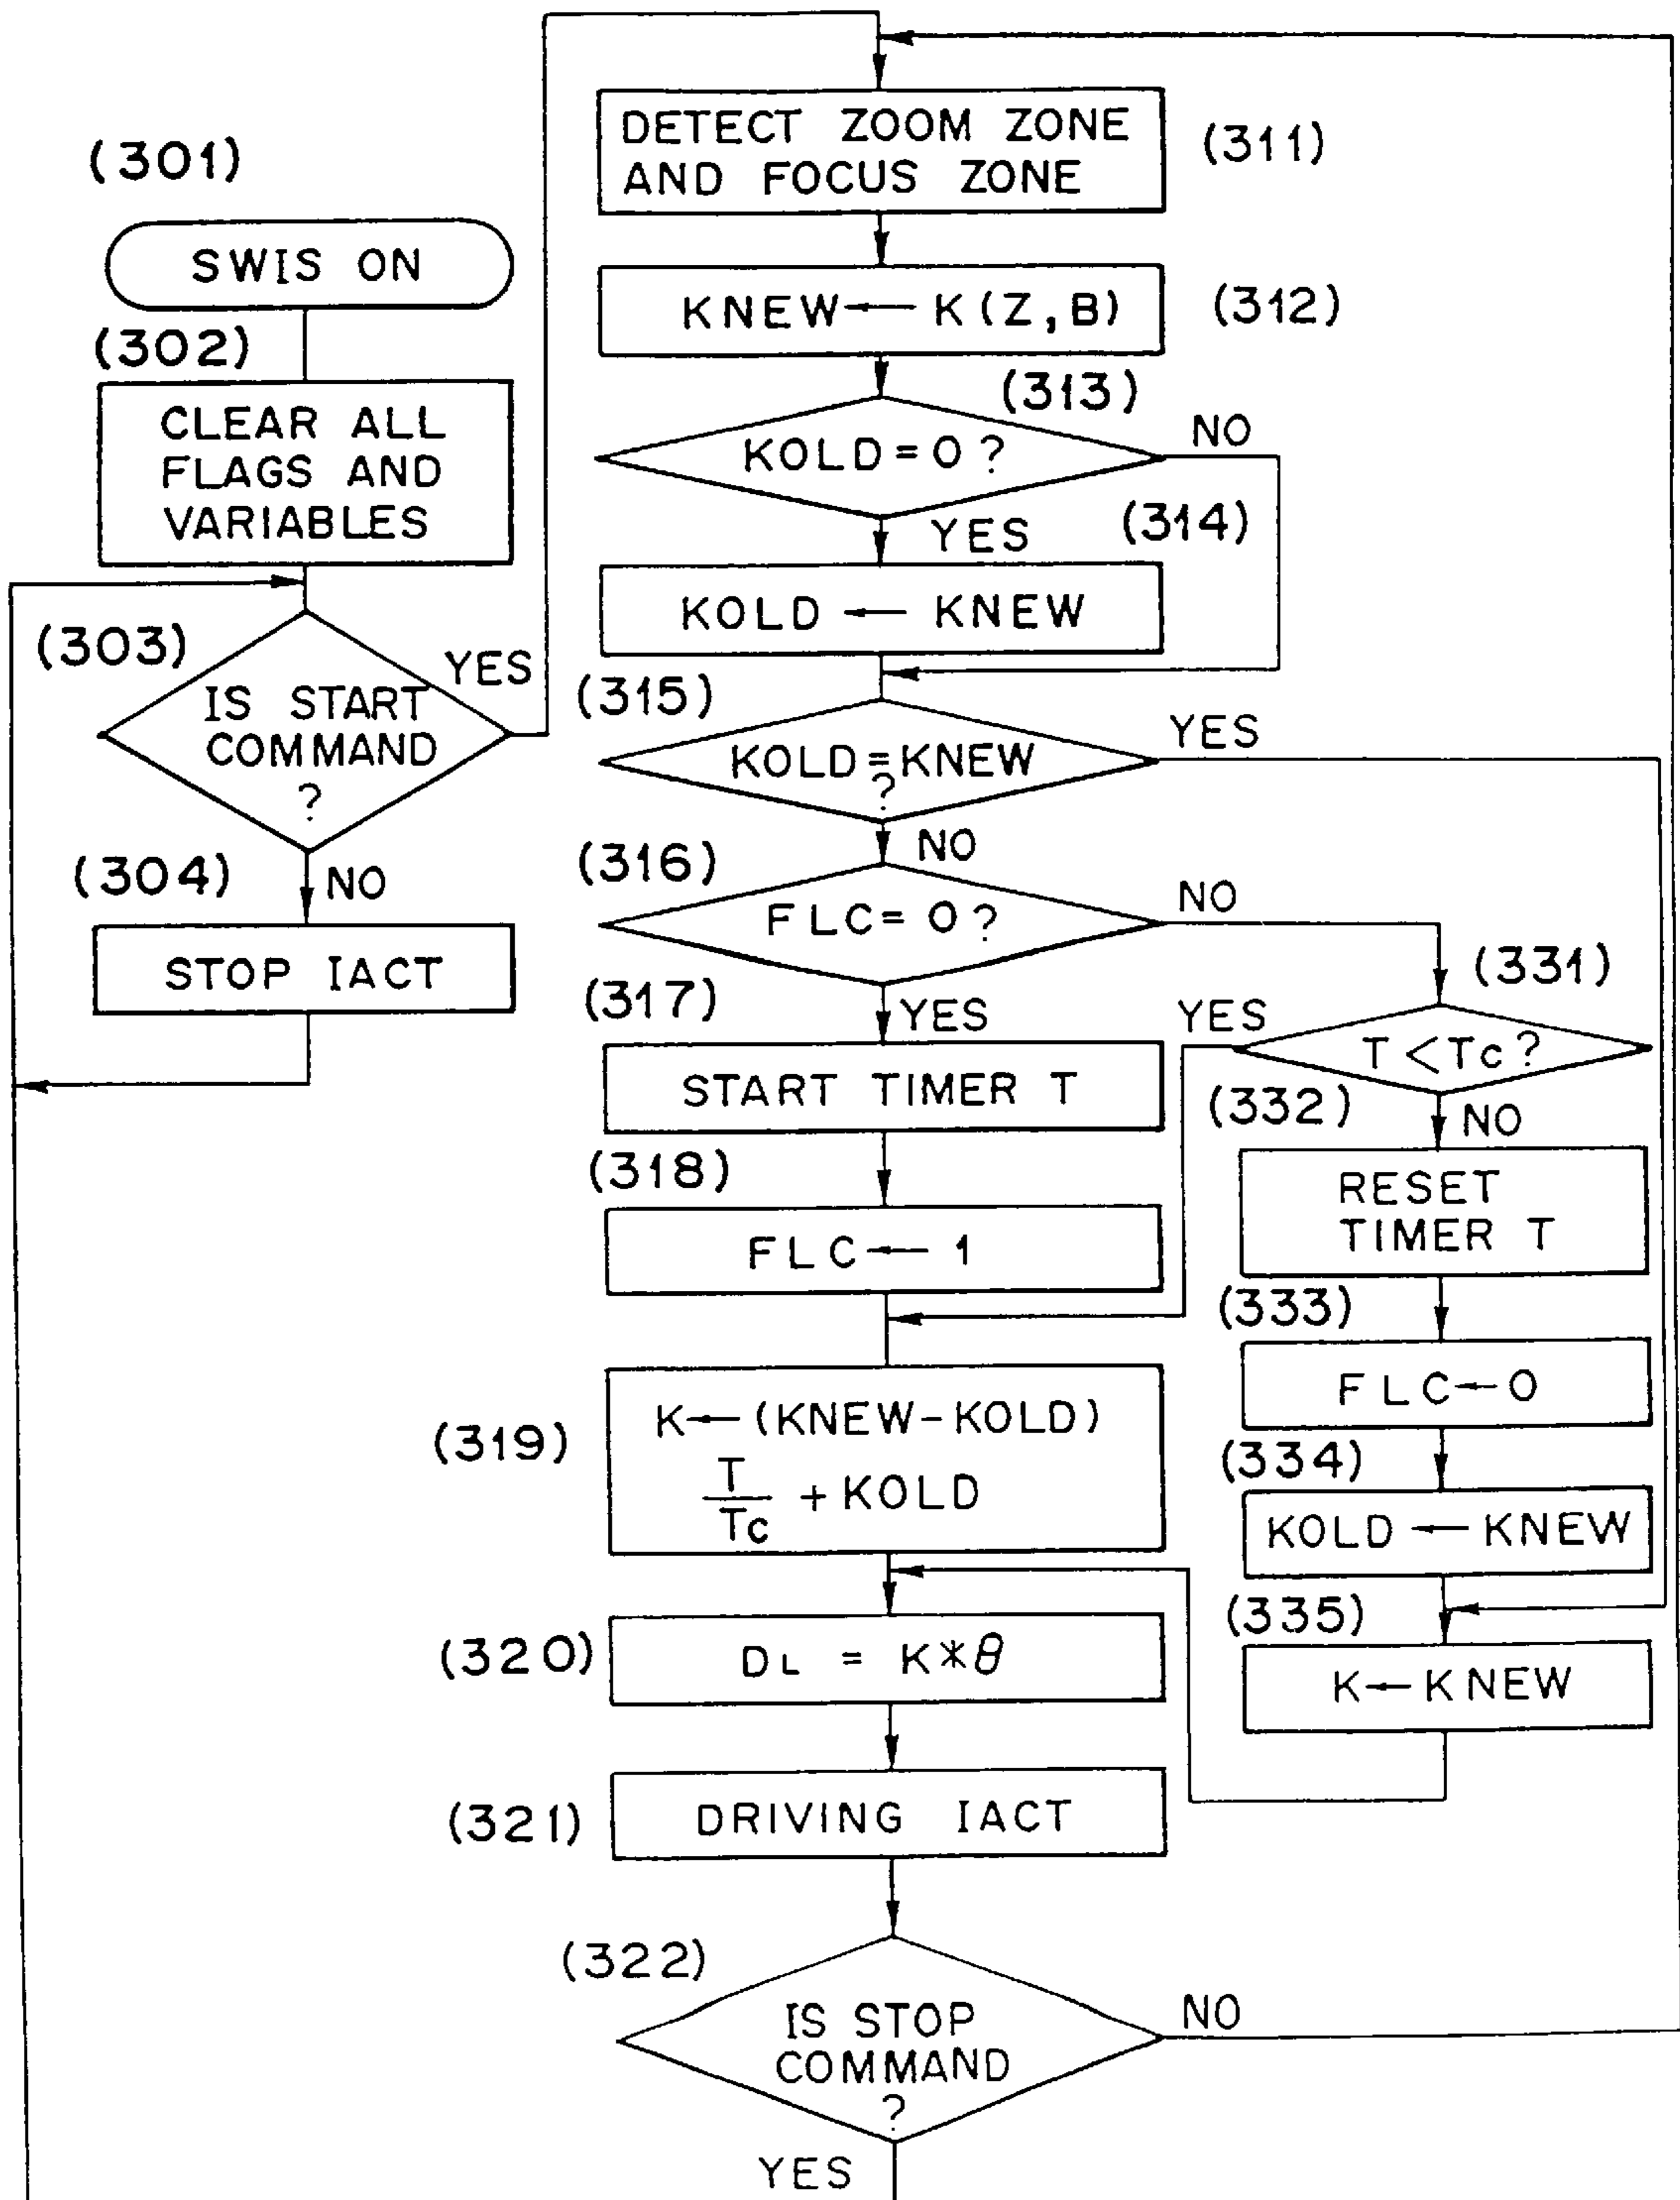 (301)
SWIS ON
(302)
CLEAR ALL
FLAGS AND
VARIABLES
(303)
YES
IS START
COMMAND
?
(304)
NO
STOP IACT
DETECT ZOOM ZONE
AND FOCUS ZONE
(311)
KNEW ← K(Z,B)
(312)
(313)
KOLD = 0 ?
NO
YES
(314)
KOLD ← KNEW
(315)
KOLD = KNEW
?
YES
NO
(316)
FLC = 0 ?
NO
(317)
YES
START TIMER T
(318)
FLC ← 1
(331)
YES
T < Tc ?
(332)
NO
RESET
TIMER T
(333)
FLC ← 0
(334)
KOLD ← KNEW
(335)
K ← KNEW
(319)
K ← (KNEW - KOLD)
T
Tc
+ KOLD
(320)
DL = K*θ
(321)
DRIVING IACT
(322)
IS STOP
COMMAND
?
NO
YES